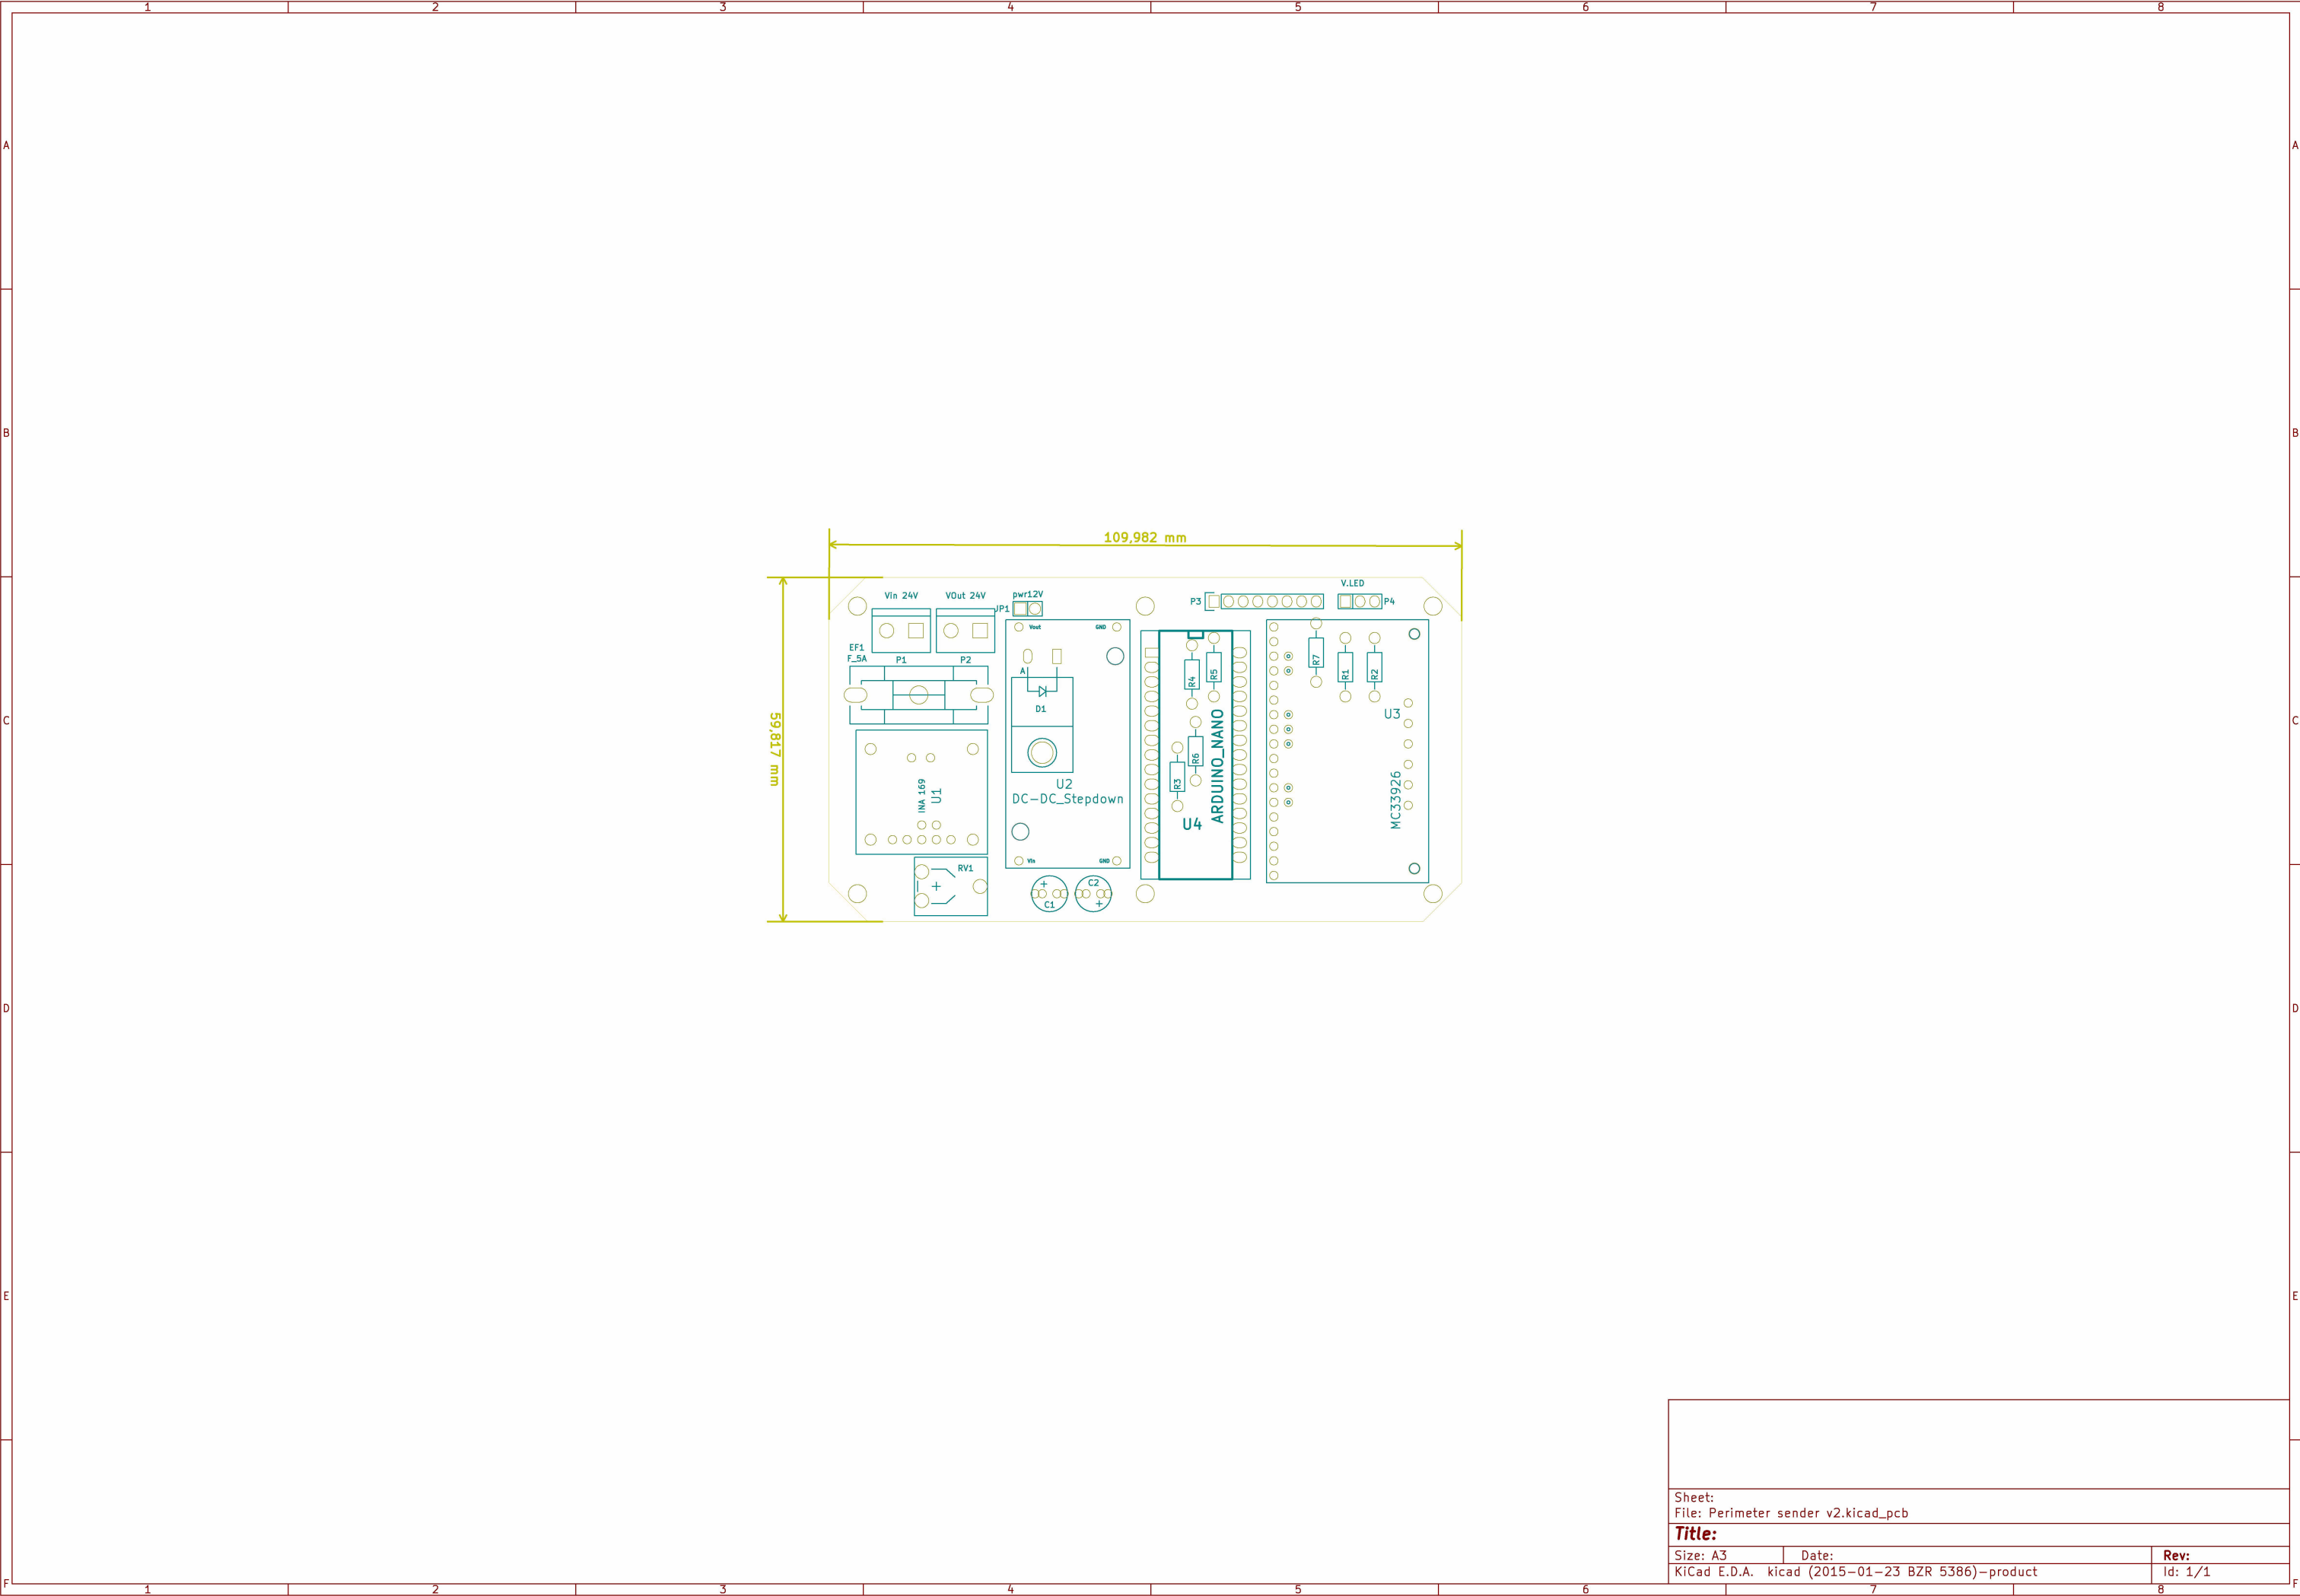 1 2 3 4 5 6 7 8
A A
B B
C C
D D
E E
F F
109,982 mm
59,817 mm
V.LED
Vin 24V VOut 24V pwr12V
JP1 P3 P4
Vout GND
EF1
F_5A P1 P2
A
D1
R4 R5 R7 R1 R2
U3
R6
R3
ARDUINO_NANO
U4
MC33926
INA 169
U1
U2
DC-DC_Stepdown
Vin GND
RV1
+ +
C1 C2
+
Sheet:
File: Perimeter sender v2.kicad_pcb
Title:
Size: A3 Date: Rev:
KiCad E.D.A. kicad (2015-01-23 BZR 5386)-product Id: 1/1
1 2 3 4 5 6 7 8